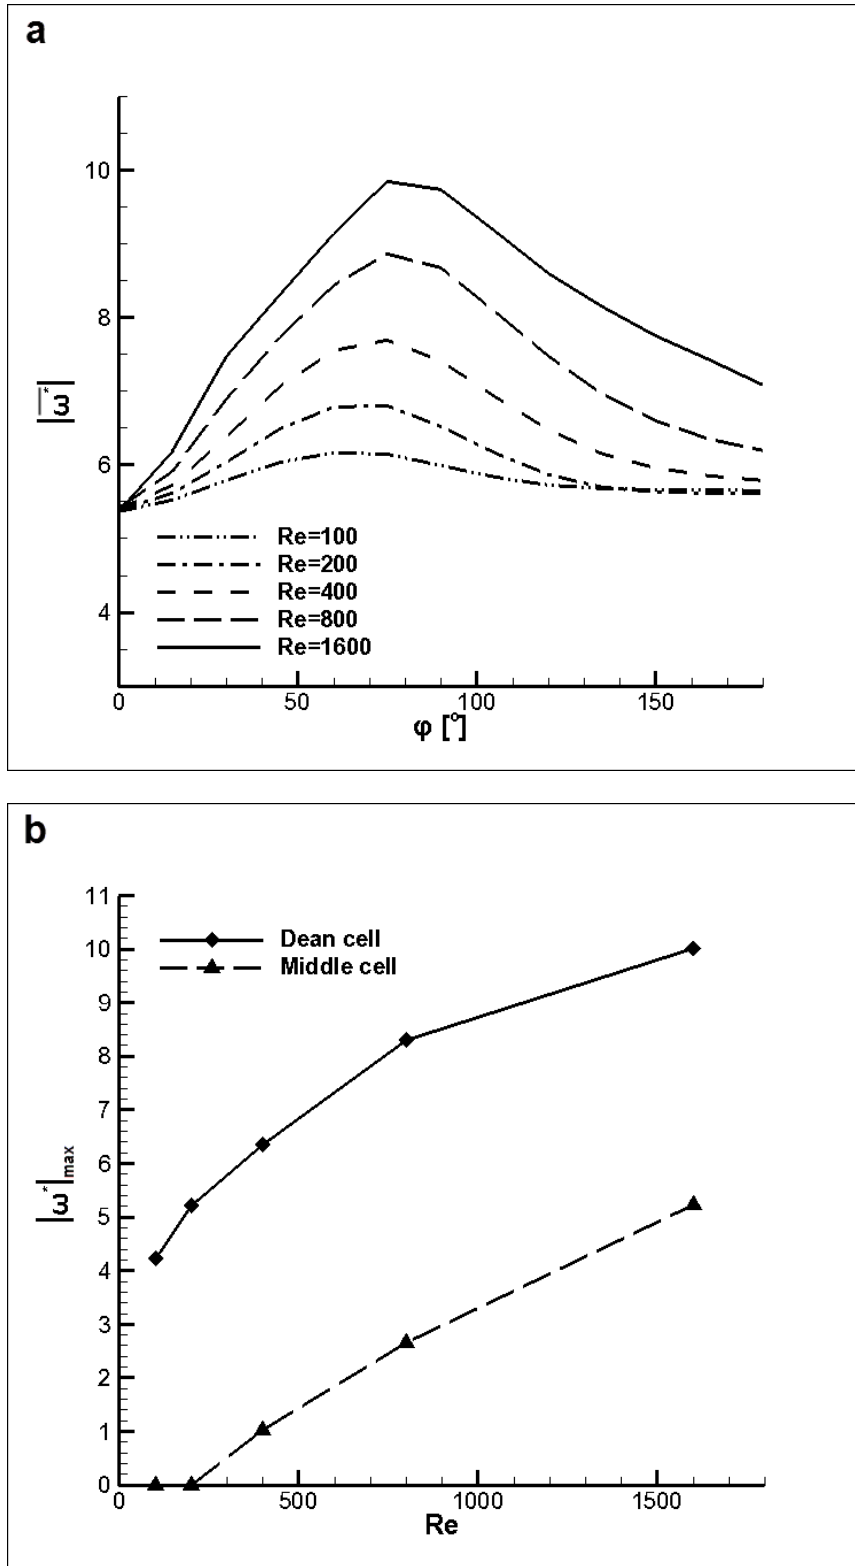 a
10
8
6
4
|ω̅*|
Re=100
Re=200
Re=400
Re=800
Re=1600
0 50 100 150
φ [°]
b
11
10
9
8
7
6
5
4
3
2
1
0
|ω*|max
Dean cell
Middle cell
0 500 1000 1500
Re